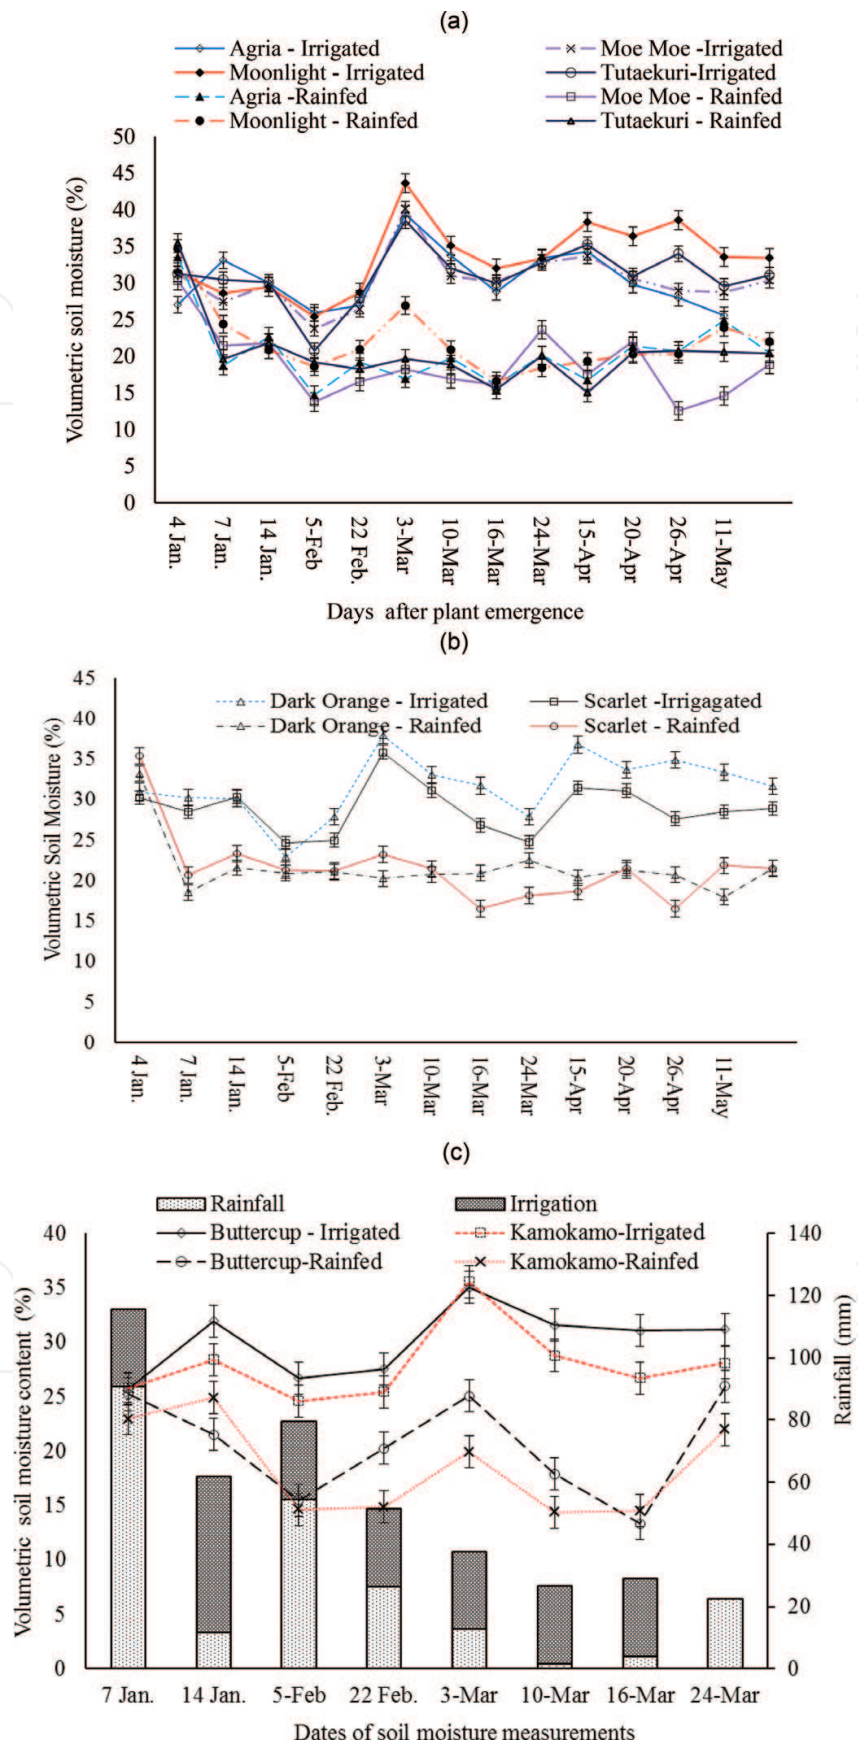 (a)
Agria - Irrigated
Moe Moe -Irrigated
Moonlight - Irrigated
Tutaekuri-Irrigated
Agria -Rainfed
Moe Moe - Rainfed
Moonlight - Rainfed
Tutaekuri - Rainfed
Volumetric soil moisture (%)
50
45
40
35
30
25
20
15
10
5
0
4 Jan.
7 Jan.
14 Jan.
5-Feb
22 Feb.
3-Mar
10-Mar
16-Mar
24-Mar
15-Apr
20-Apr
26-Apr
11-May
Days after plant emergence
(b)
Dark Orange - Irrigated
Scarlet -Irrigagated
Dark Orange - Rainfed
Scarlet - Rainfed
Volumetric Soil Moisture (%)
45
40
35
30
25
20
15
10
5
0
4 Jan.
7 Jan.
14 Jan.
5-Feb
22 Feb.
3-Mar
10-Mar
16-Mar
24-Mar
15-Apr
20-Apr
26-Apr
11-May
(c)
Rainfall
Irrigation
Buttercup - Irrigated
Kamokamo-Irrigated
Buttercup-Rainfed
Kamokamo-Rainfed
Volumetric soil moisture content (%)
40
35
30
25
20
15
10
5
0
140
120
100
80
60
40
20
0
Rainfall (mm)
7 Jan.
14 Jan.
5-Feb
22 Feb.
3-Mar
10-Mar
16-Mar
24-Mar
Dates of soil moisture measurements